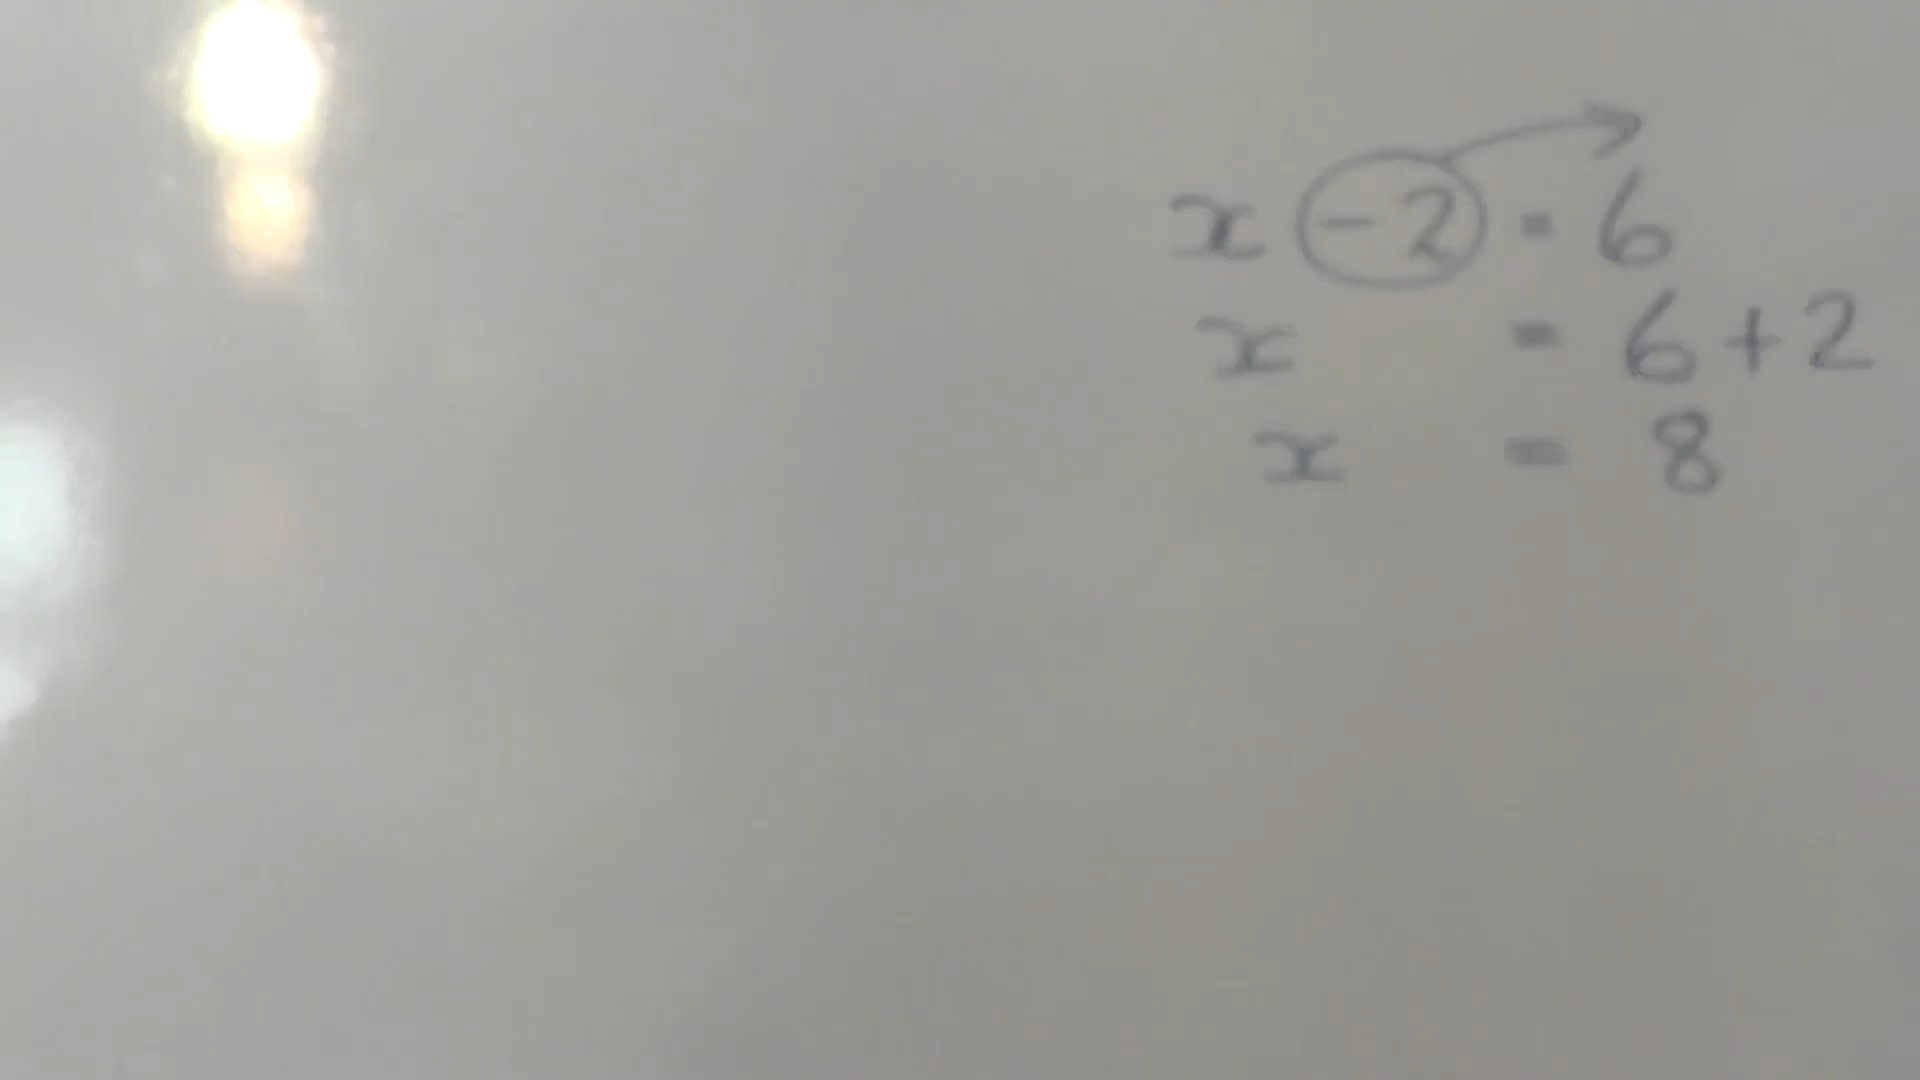 x - 2 = 6
x = 6 + 2
x = 8